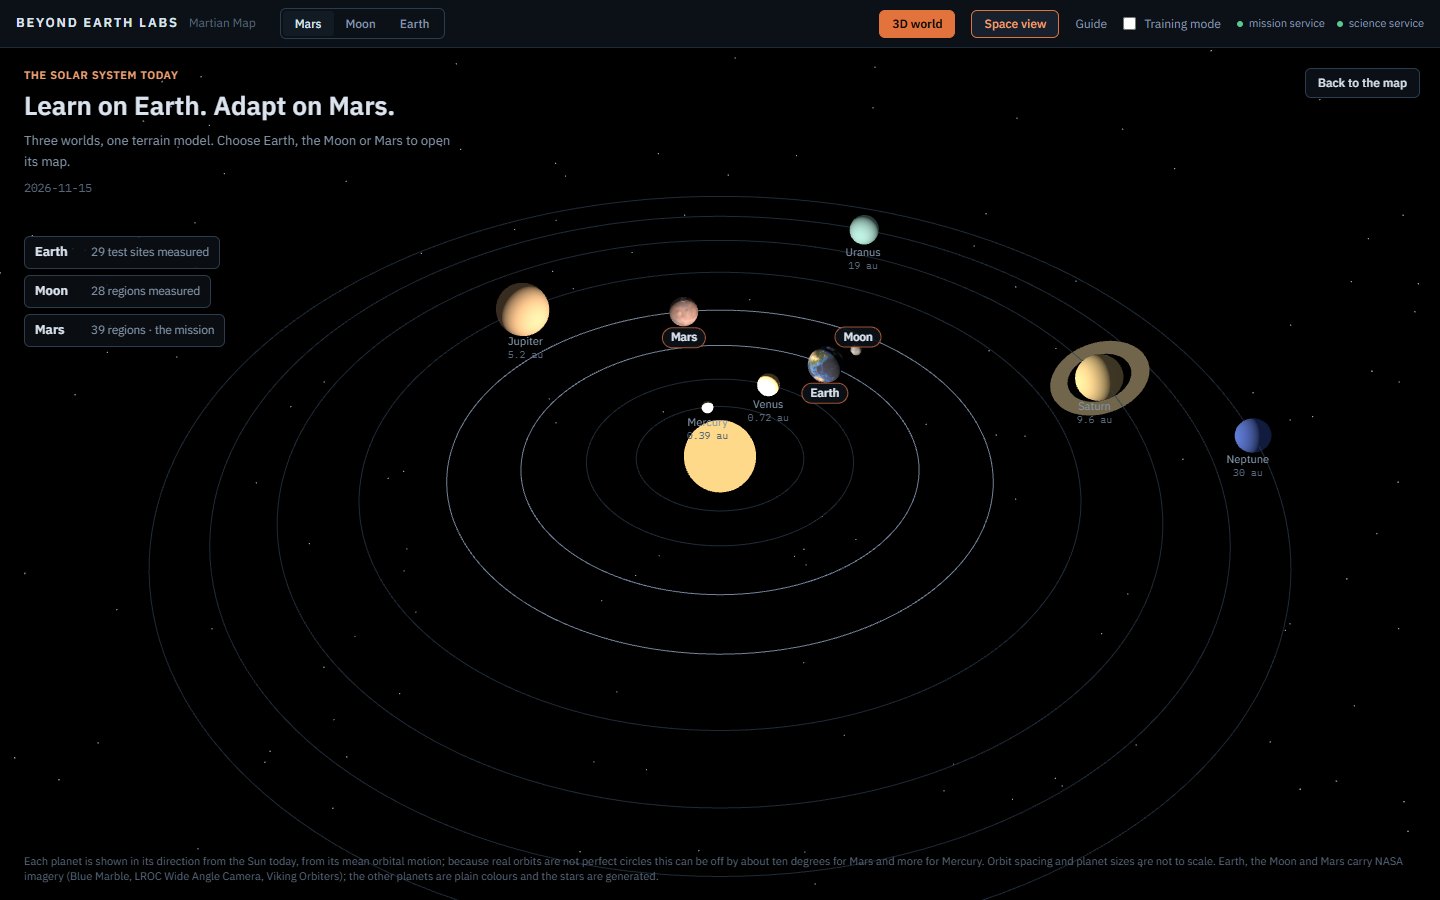 BEYOND EARTH LABS Martian Map Mars Moon Earth 3D world Space view Guide Training mode mission service science service
THE SOLAR SYSTEM TODAY
Back to the map
Learn on Earth. Adapt on Mars.
Three worlds, one terrain model. Choose Earth, the Moon or Mars to open
its map.
2026-11-15
Earth 29 test sites measured
Moon 28 regions measured
Mars 39 regions · the mission
Uranus
19 au
Jupiter
5.2 au
Mars
Moon
Earth
Venus
0.72 au
Mercury
0.39 au
Saturn
9.6 au
Neptune
30 au
Each planet is shown in its direction from the Sun today, from its mean orbital motion; because real orbits are not perfect circles this can be off by about ten degrees for Mars and more for Mercury. Orbit spacing and planet sizes are not to scale. Earth, the Moon and Mars carry NASA
imagery (Blue Marble, LROC Wide Angle Camera, Viking Orbiters); the other planets are plain colours and the stars are generated.